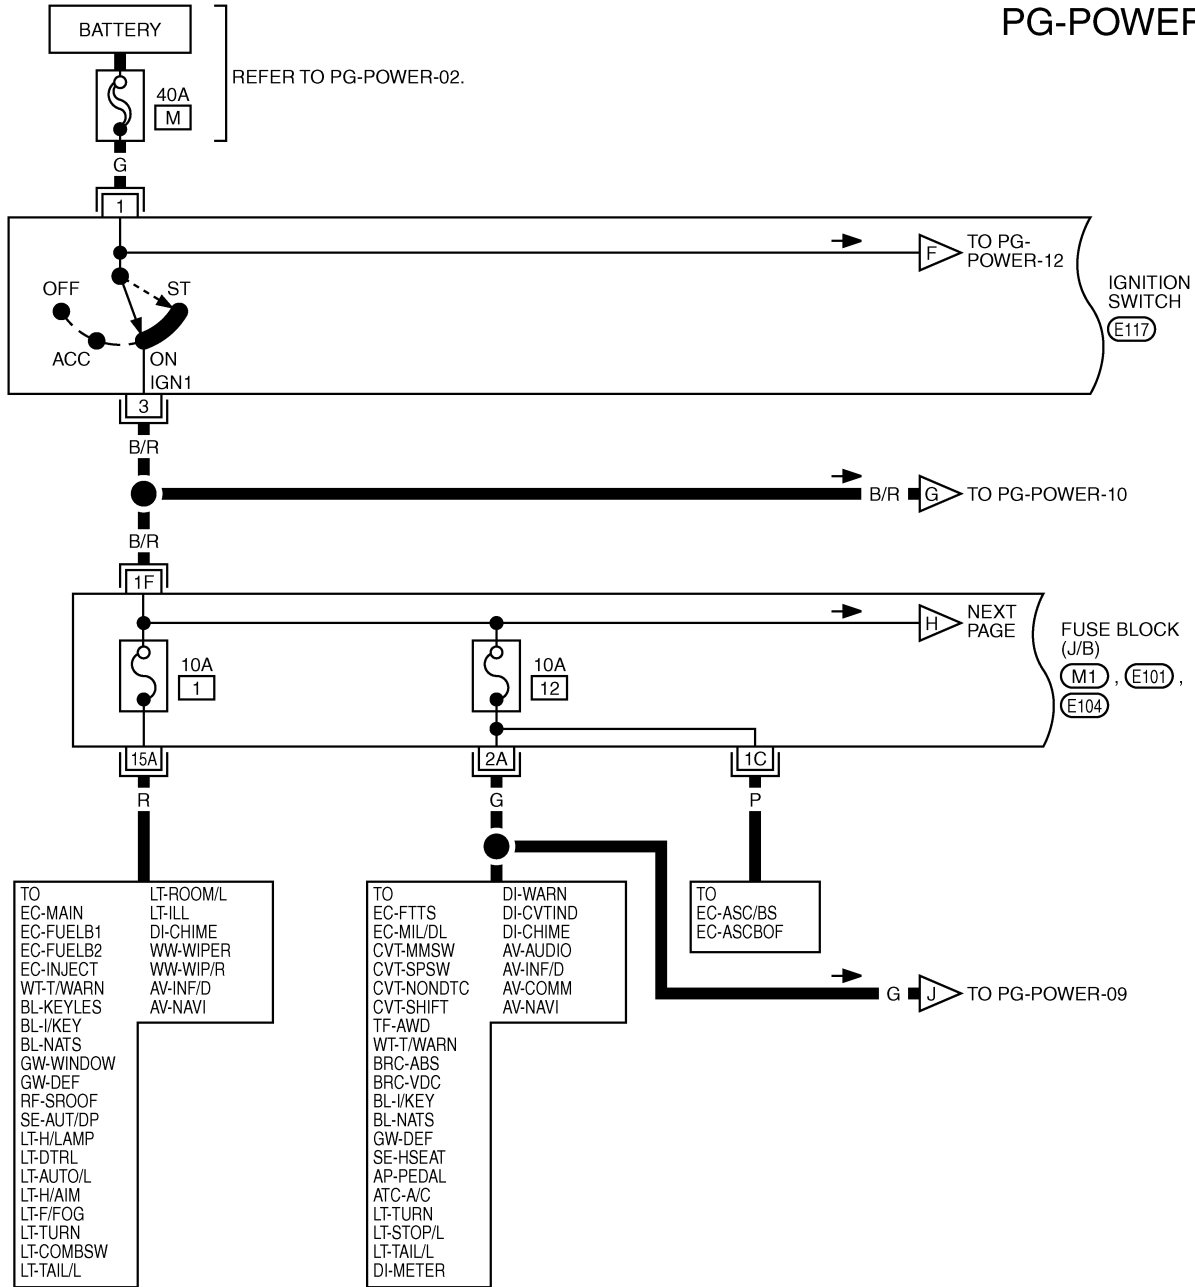 PG-POWER
BATTERY
REFER TO PG-POWER-02.
40A
M
G
1
F
TO PG-
POWER-12
OFF
ST
ACC
ON
IGN1
IGNITION
SWITCH
E117
3
B/R
B/R
G
TO PG-POWER-10
B/R
1F
H
NEXT
PAGE
FUSE BLOCK
(J/B)
M1 , E101 ,
E104
10A
1
10A
12
15A
2A
1C
R
G
P
TO
EC-MAIN
EC-FUELB1
EC-FUELB2
EC-INJECT
WT-T/WARN
BL-KEYLES
BL-I/KEY
BL-NATS
GW-WINDOW
GW-DEF
RF-SROOF
SE-AUT/DP
LT-H/LAMP
LT-DTRL
LT-AUTO/L
LT-H/AIM
LT-F/FOG
LT-TURN
LT-COMBSW
LT-TAIL/L
LT-ROOM/L
LT-ILL
DI-CHIME
WW-WIPER
WW-WIP/R
AV-INF/D
AV-NAVI
TO
EC-FTTS
EC-MIL/DL
CVT-MMSW
CVT-SPSW
CVT-NONDTC
CVT-SHIFT
TF-AWD
WT-T/WARN
BRC-ABS
BRC-VDC
BL-I/KEY
BL-NATS
GW-DEF
SE-HSEAT
AP-PEDAL
ATC-A/C
LT-TURN
LT-STOP/L
LT-TAIL/L
DI-METER
DI-WARN
DI-CVTIND
DI-CHIME
AV-AUDIO
AV-INF/D
AV-COMM
AV-NAVI
TO
EC-ASC/BS
EC-ASCBOF
G
J
TO PG-POWER-09